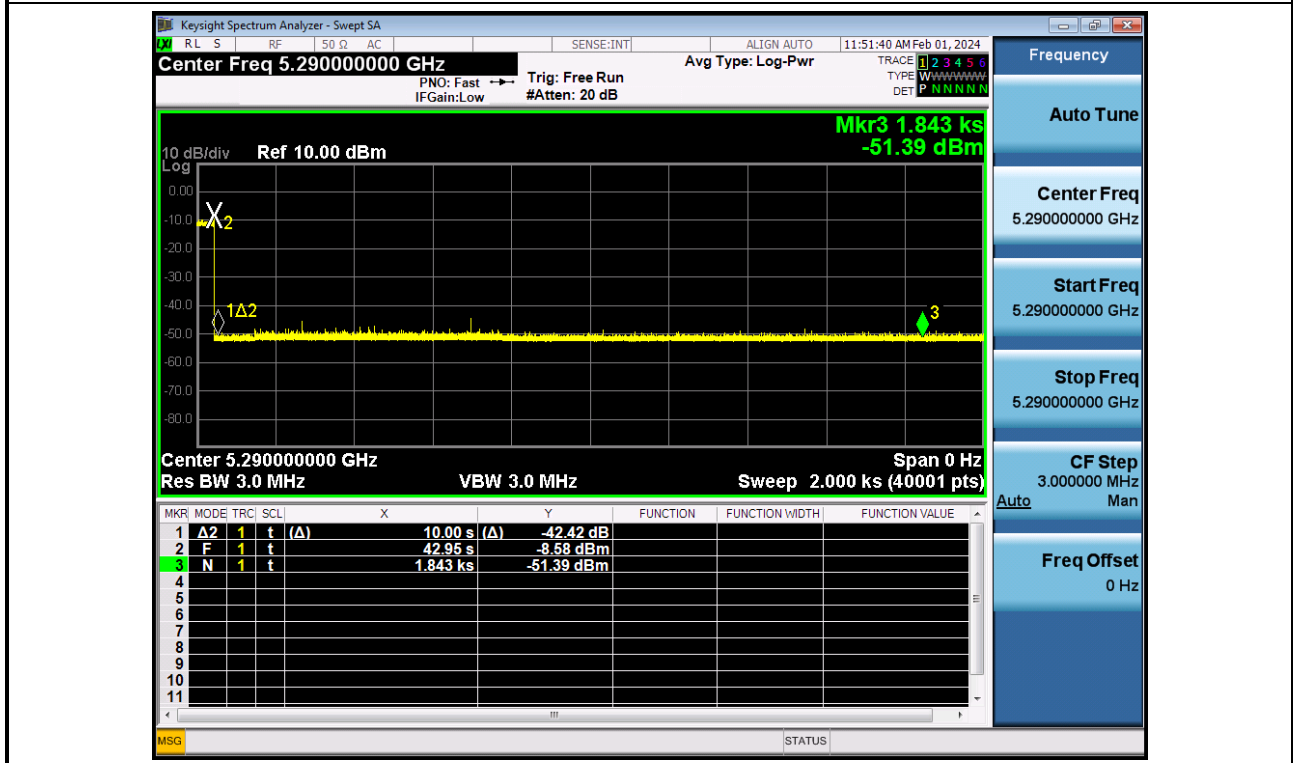 Keysight Spectrum Analyzer - Swept SA
LXI RL S RF 50 Ω AC SENSE:INT ALIGN AUTO 11:51:40 AM Feb 01, 2024
Center Freq 5.290000000 GHz
PNO: Fast
IFGain:Low
Trig: Free Run
#Atten: 20 dB
Avg Type: Log-Pwr
TRACE 1 2 3 4 5 6
TYPE WWWWWW
DET P N N N N N
Mkr3 1.843 ks
-51.39 dBm
10 dB/div Ref 10.00 dBm
Log
0.00
-10.0
-20.0
-30.0
-40.0
-50.0
-60.0
-70.0
-80.0
2
1Δ2
3
Center 5.290000000 GHz Span 0 Hz
Res BW 3.0 MHz VBW 3.0 MHz Sweep 2.000 ks (40001 pts)
MKR MODE TRC SCL X Y FUNCTION FUNCTION WIDTH FUNCTION VALUE
1 Δ2 1 t (Δ) 10.00 s (Δ) -42.42 dB
2 F 1 t 42.95 s -8.58 dBm
3 N 1 t 1.843 ks -51.39 dBm
4
5
6
7
8
9
10
11
MSG STATUS
Frequency
Auto Tune
Center Freq
5.290000000 GHz
Start Freq
5.290000000 GHz
Stop Freq
5.290000000 GHz
CF Step
3.000000 MHz
Auto Man
Freq Offset
0 Hz